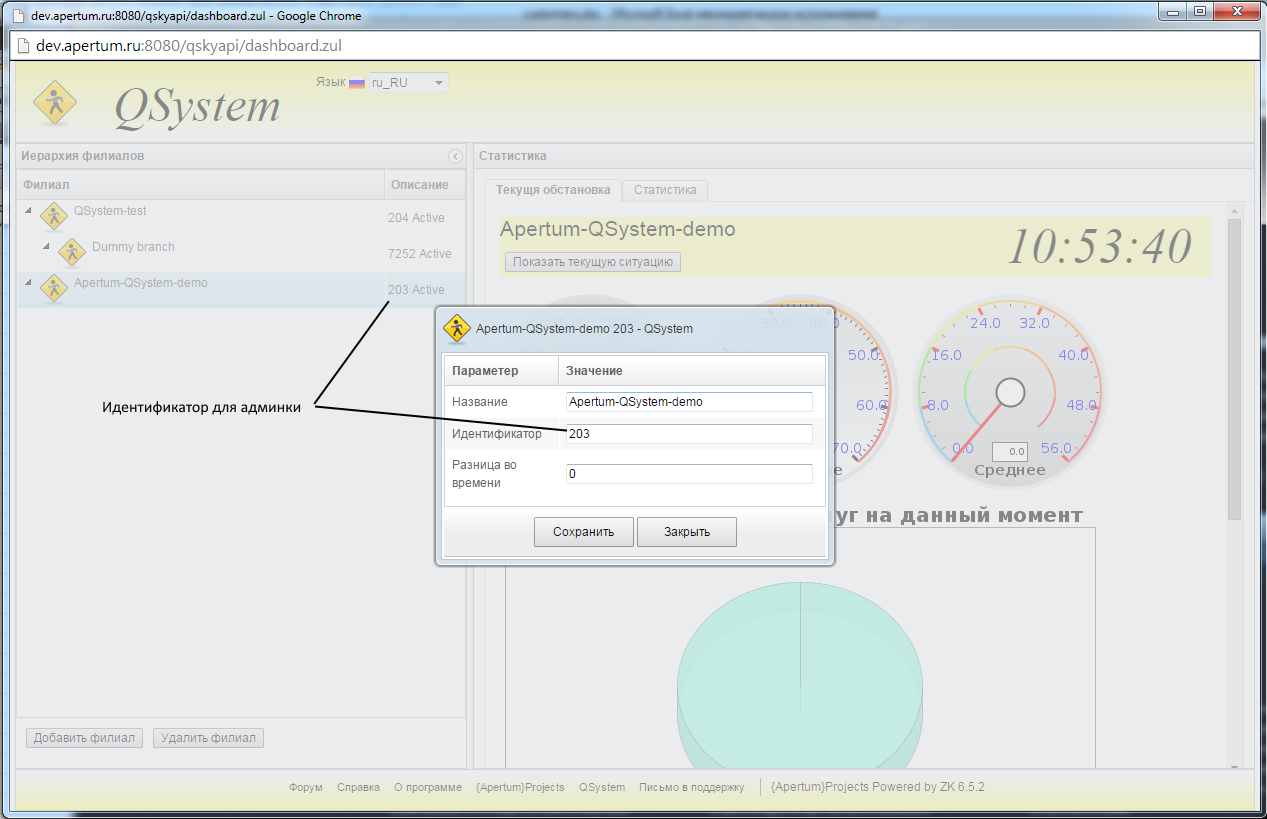 dev.apertum.ru:8080/qskyapi/dashboard.zul - Google Chrome
dev.apertum.ru:8080/qskyapi/dashboard.zul
QSystem
Язык ru_RU
Иерархия филиалов
Филиал Описание
QSystem-test 204 Active
Dummy branch 7252 Active
Apertum-QSystem-demo 203 Active
Идентификатор для админки
Добавить филиал Удалить филиал
Статистика
Текущя обстановка Статистика
Apertum-QSystem-demo
Показать текущую ситуацию
10:53:40
30.0 40.0
50.0
60.0
70.0
е
0.0
8.0
16.0
24.0
32.0
40.0
48.0
56.0
0.0
Среднее
уг на данный момент
Apertum-QSystem-demo 203 - QSystem
Параметр Значение
Название Apertum-QSystem-demo
Идентификатор 203
Разница во
времени 0
Сохранить Закрыть
Форум Справка О программе {Apertum}Projects QSystem Письмо в поддержку {Apertum}Projects Powered by ZK 6.5.2